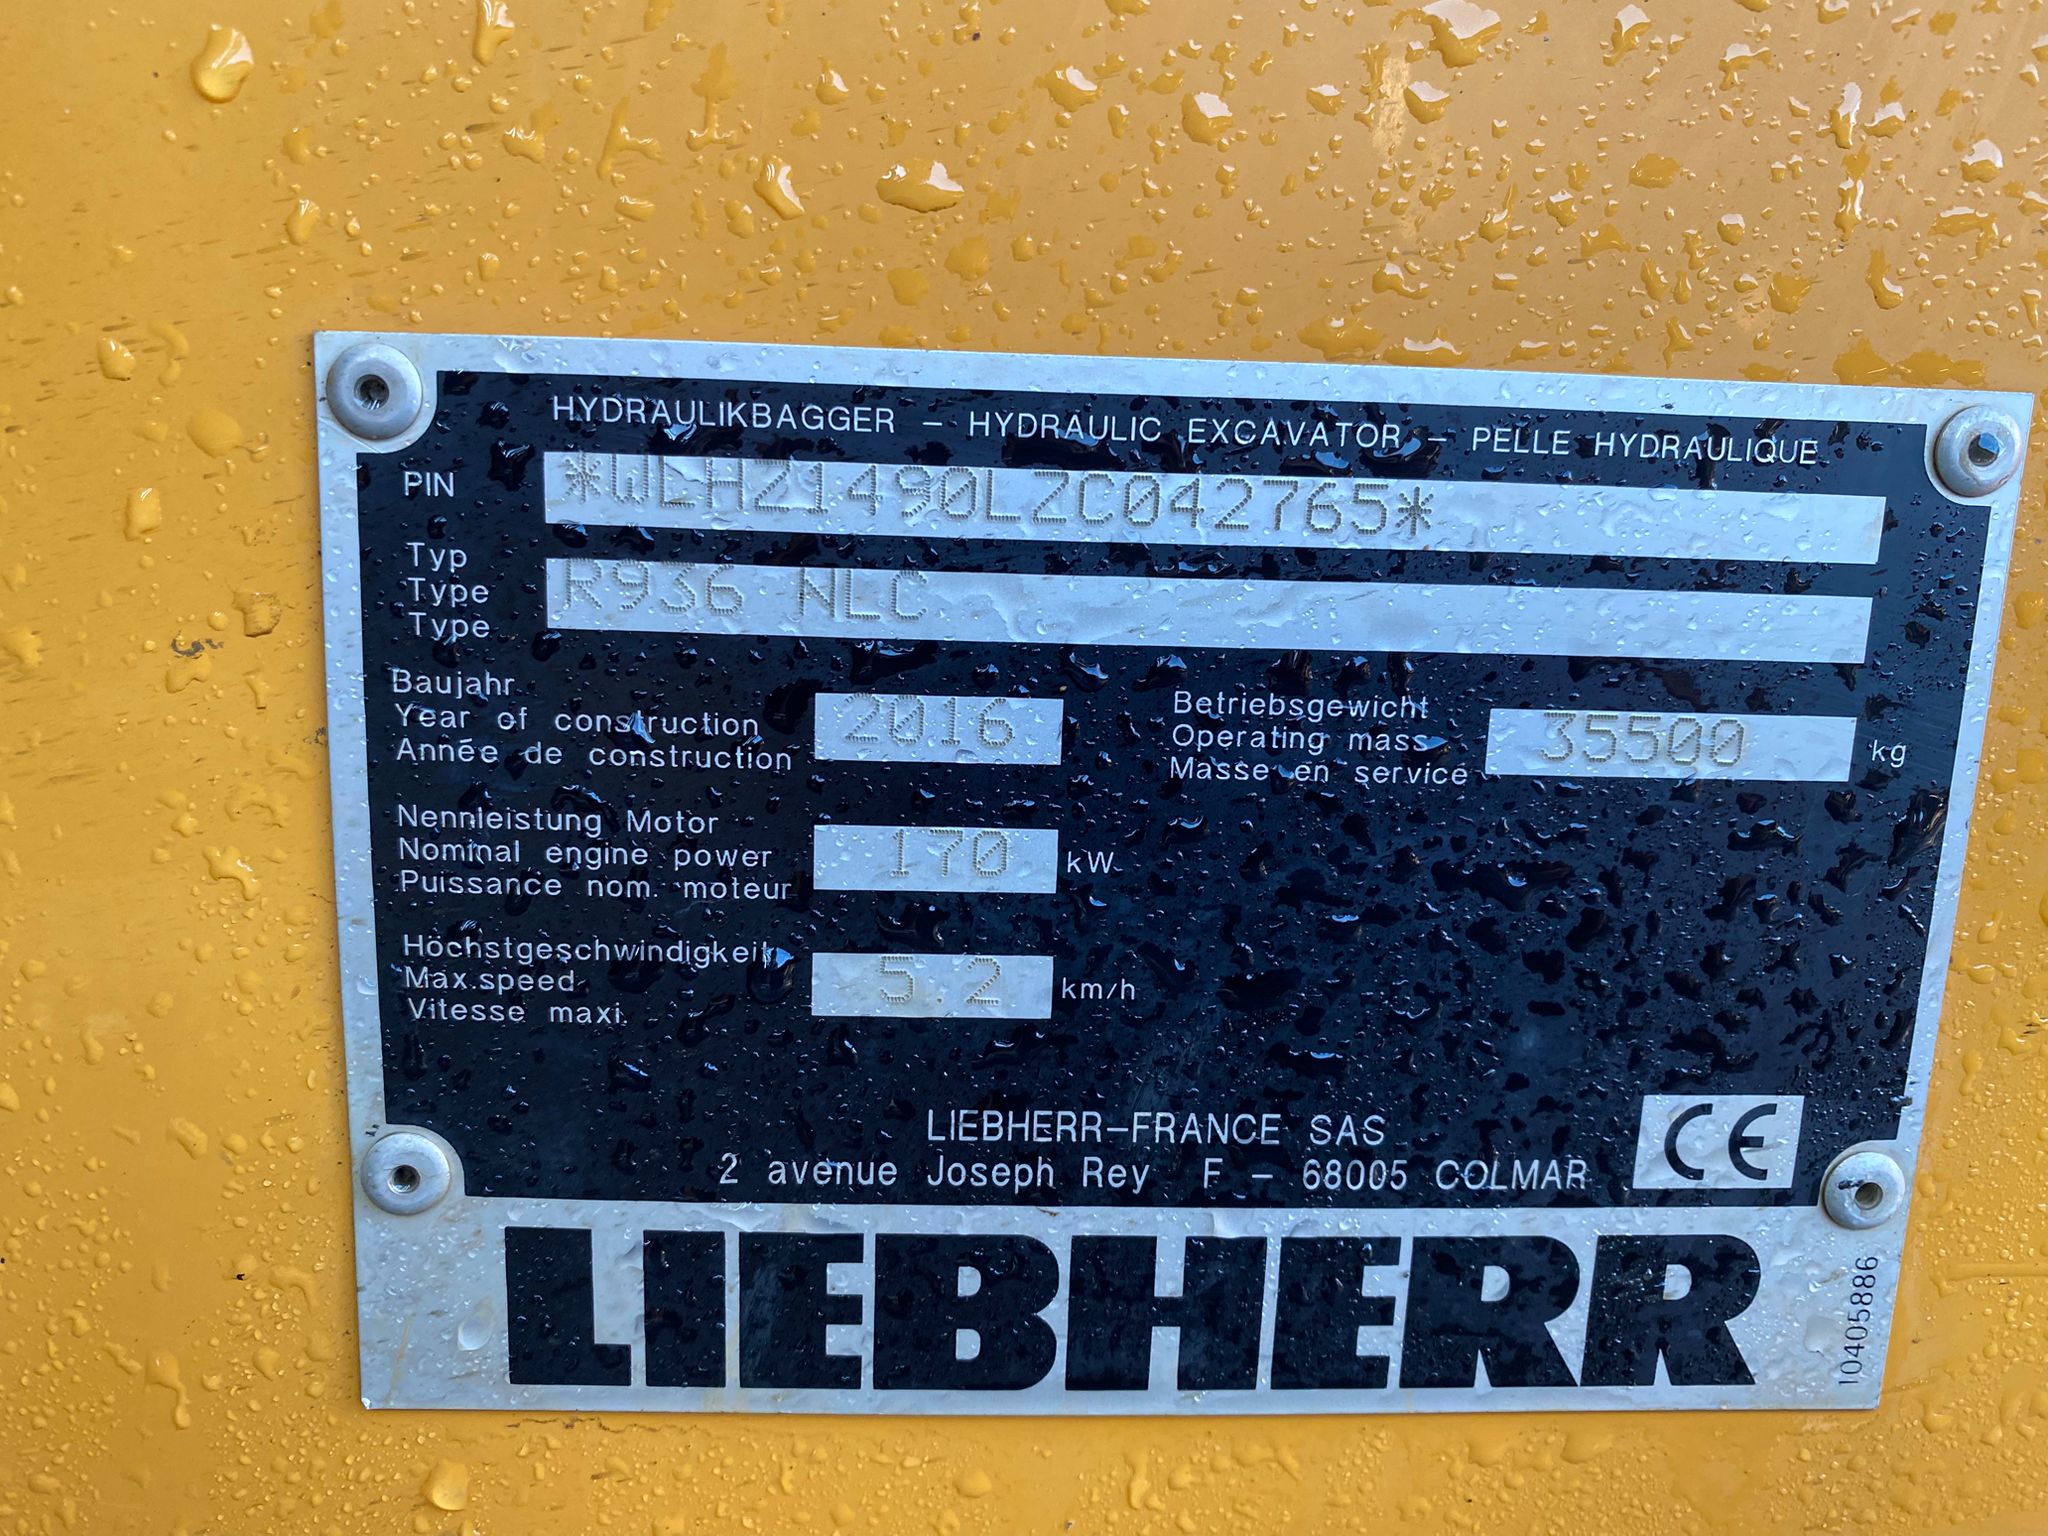 HYDRAULIKBAGGER – HYDRAULIC EXCAVATOR – PELLE HYDRAULIQUE
PIN *WLHZ1490LZC042765*
Typ
Type R936 NLC
Type
Baujahr
Year of construction 2016
Année de construction
Betriebsgewicht
Operating mass 35500 kg
Masse en service
Nennleistung Motor
Nominal engine power 170 kW
Puissance nom. moteur
Höchstgeschwindigkeit
Max.speed 5.2 km/h
Vitesse maxi.
LIEBHERR–FRANCE SAS
2 avenue Joseph Rey F – 68005 COLMAR
CE
LIEBHERR
10405886